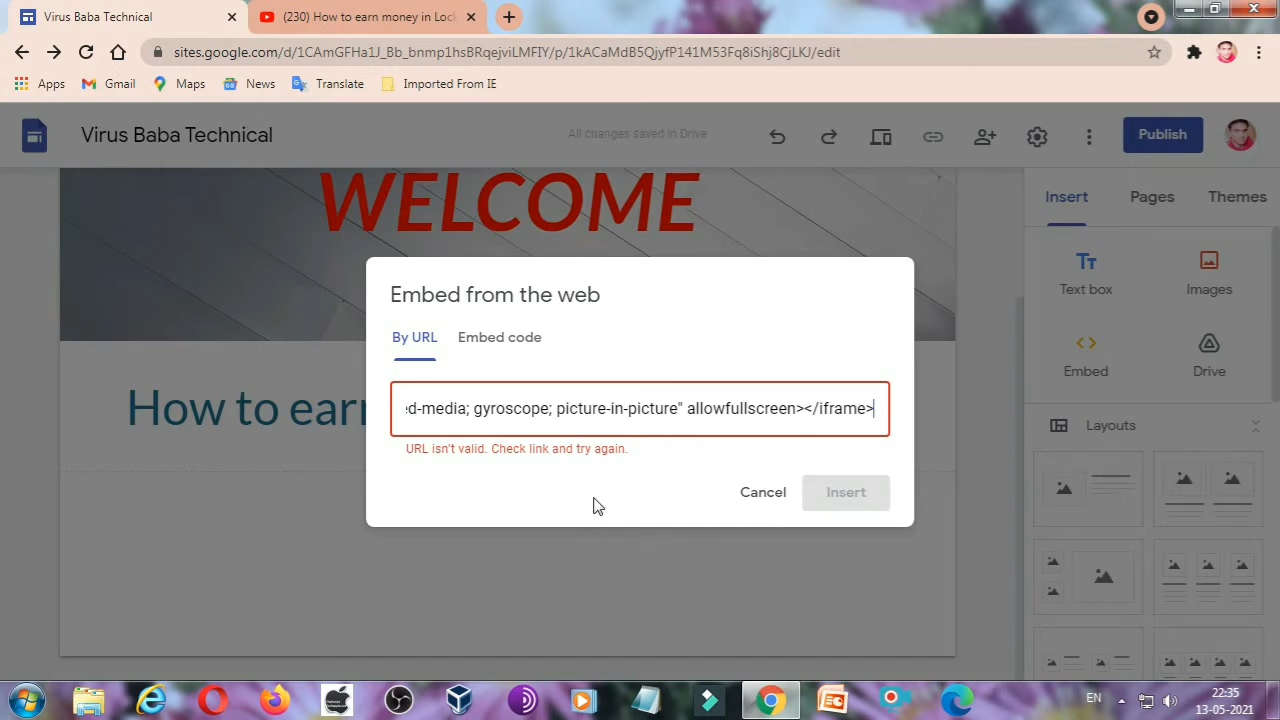 Virus Baba Technical
(230) How to earn money in Lock
sites.google.com/d/1CAmGFHa1J_Bb_bnmp1hsBRqejviLMFIY/p/1kACaMdB5QjyfP141M53Fq8iShj8CjLKJ/edit
Apps
Gmail
Maps
News
Translate
Imported From IE
Virus Baba Technical
All changes saved in Drive
Publish
WELCOME
Insert
Pages
Themes
Text box
Images
Embed
Drive
Layouts
How to earn
Embed from the web
By URL
Embed code
ed-media; gyroscope; picture-in-picture" allowfullscreen></iframe>
URL isn't valid. Check link and try again.
Cancel
Insert
EN
22:35
13-05-2021